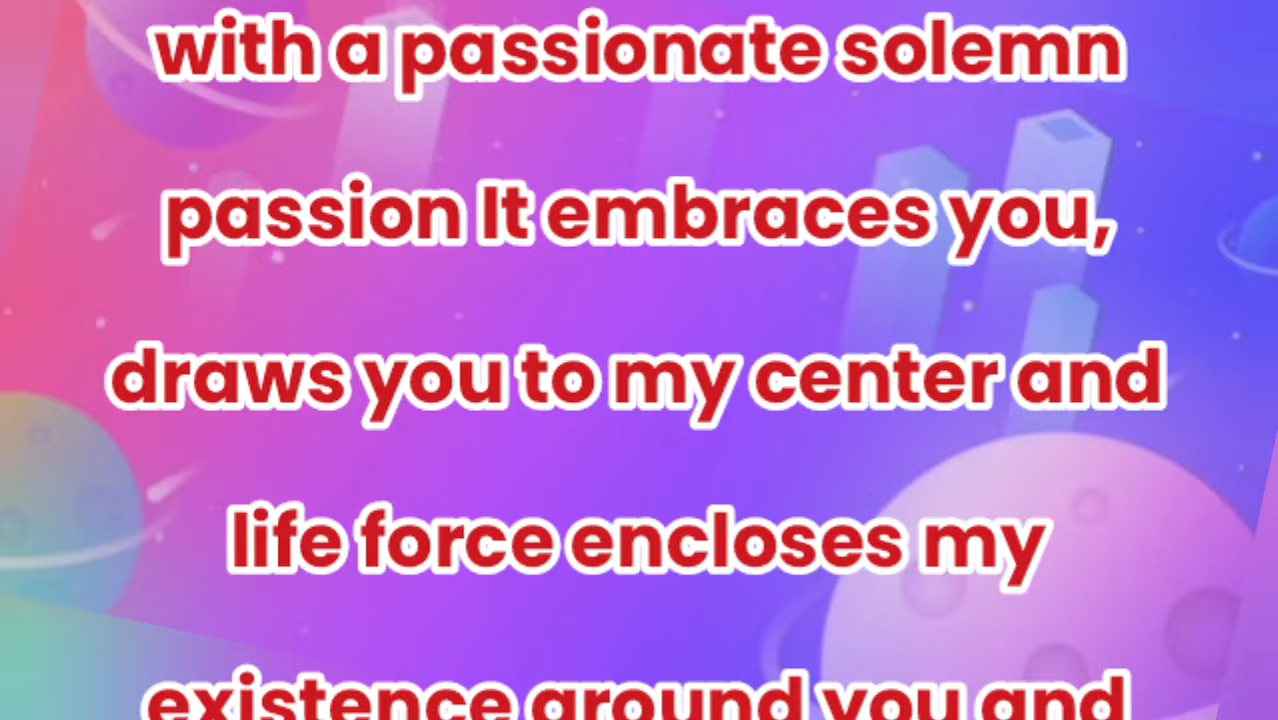 with a passionate solemn
passion It embraces you,
draws you to my center and
life force encloses my
existence around you and